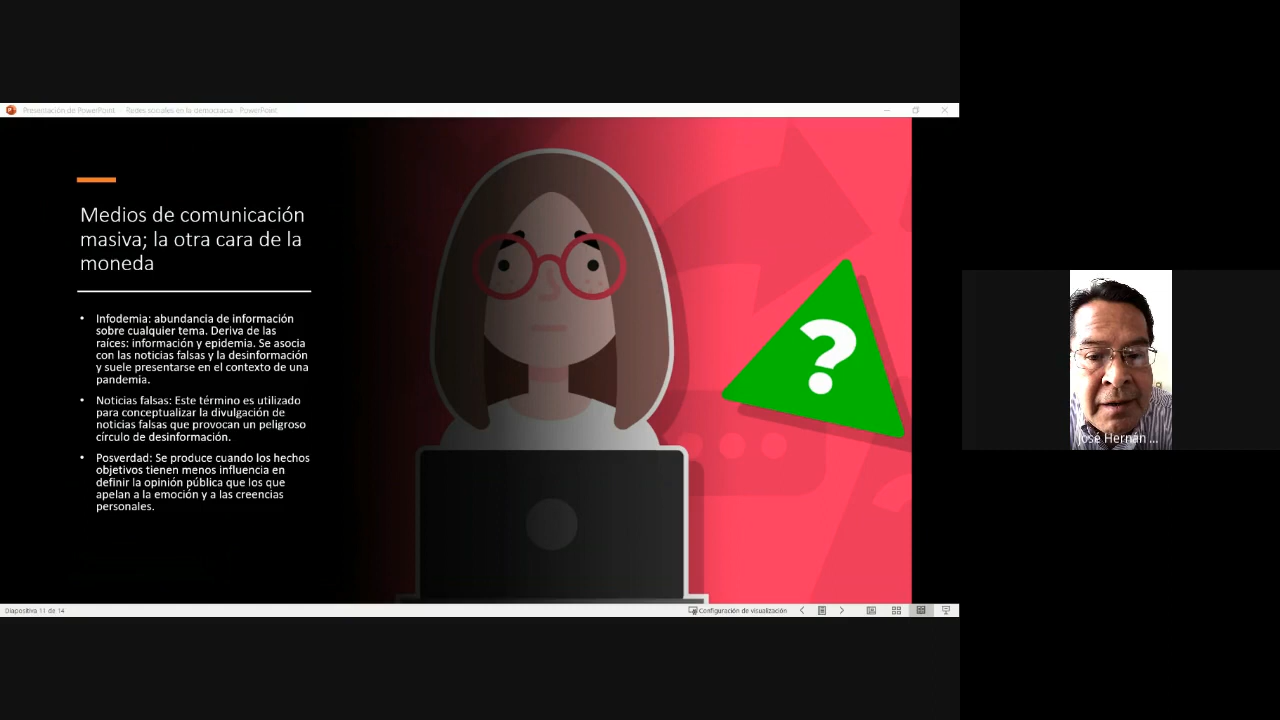 Presentación de PowerPoint - Redes sociales en la democracia - PowerPoint
Medios de comunicación
masiva; la otra cara de la
moneda
• Infodemia: abundancia de información
sobre cualquier tema. Deriva de las
raíces: información y epidemia. Se asocia
con las noticias falsas y la desinformación
y suele presentarse en el contexto de una
pandemia.
• Noticias falsas: Este término es utilizado
para conceptualizar la divulgación de
noticias falsas que provocan un peligroso
círculo de desinformación.
• Posverdad: Se produce cuando los hechos
objetivos tienen menos influencia en
definir la opinión pública que los que
apelan a la emoción y a las creencias
personales.
?
José Hernán ...
Diapositiva 11 de 14
Configuración de visualización